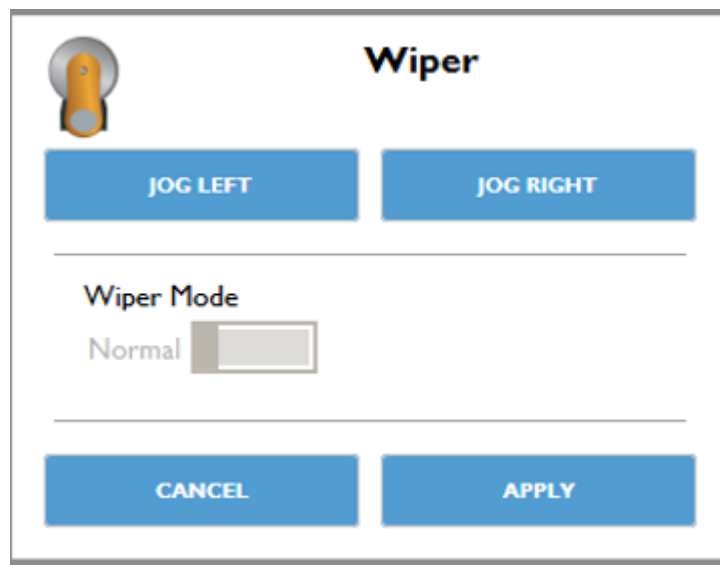 Wiper
JOG LEFT JOG RIGHT
Wiper Mode
Normal
CANCEL APPLY